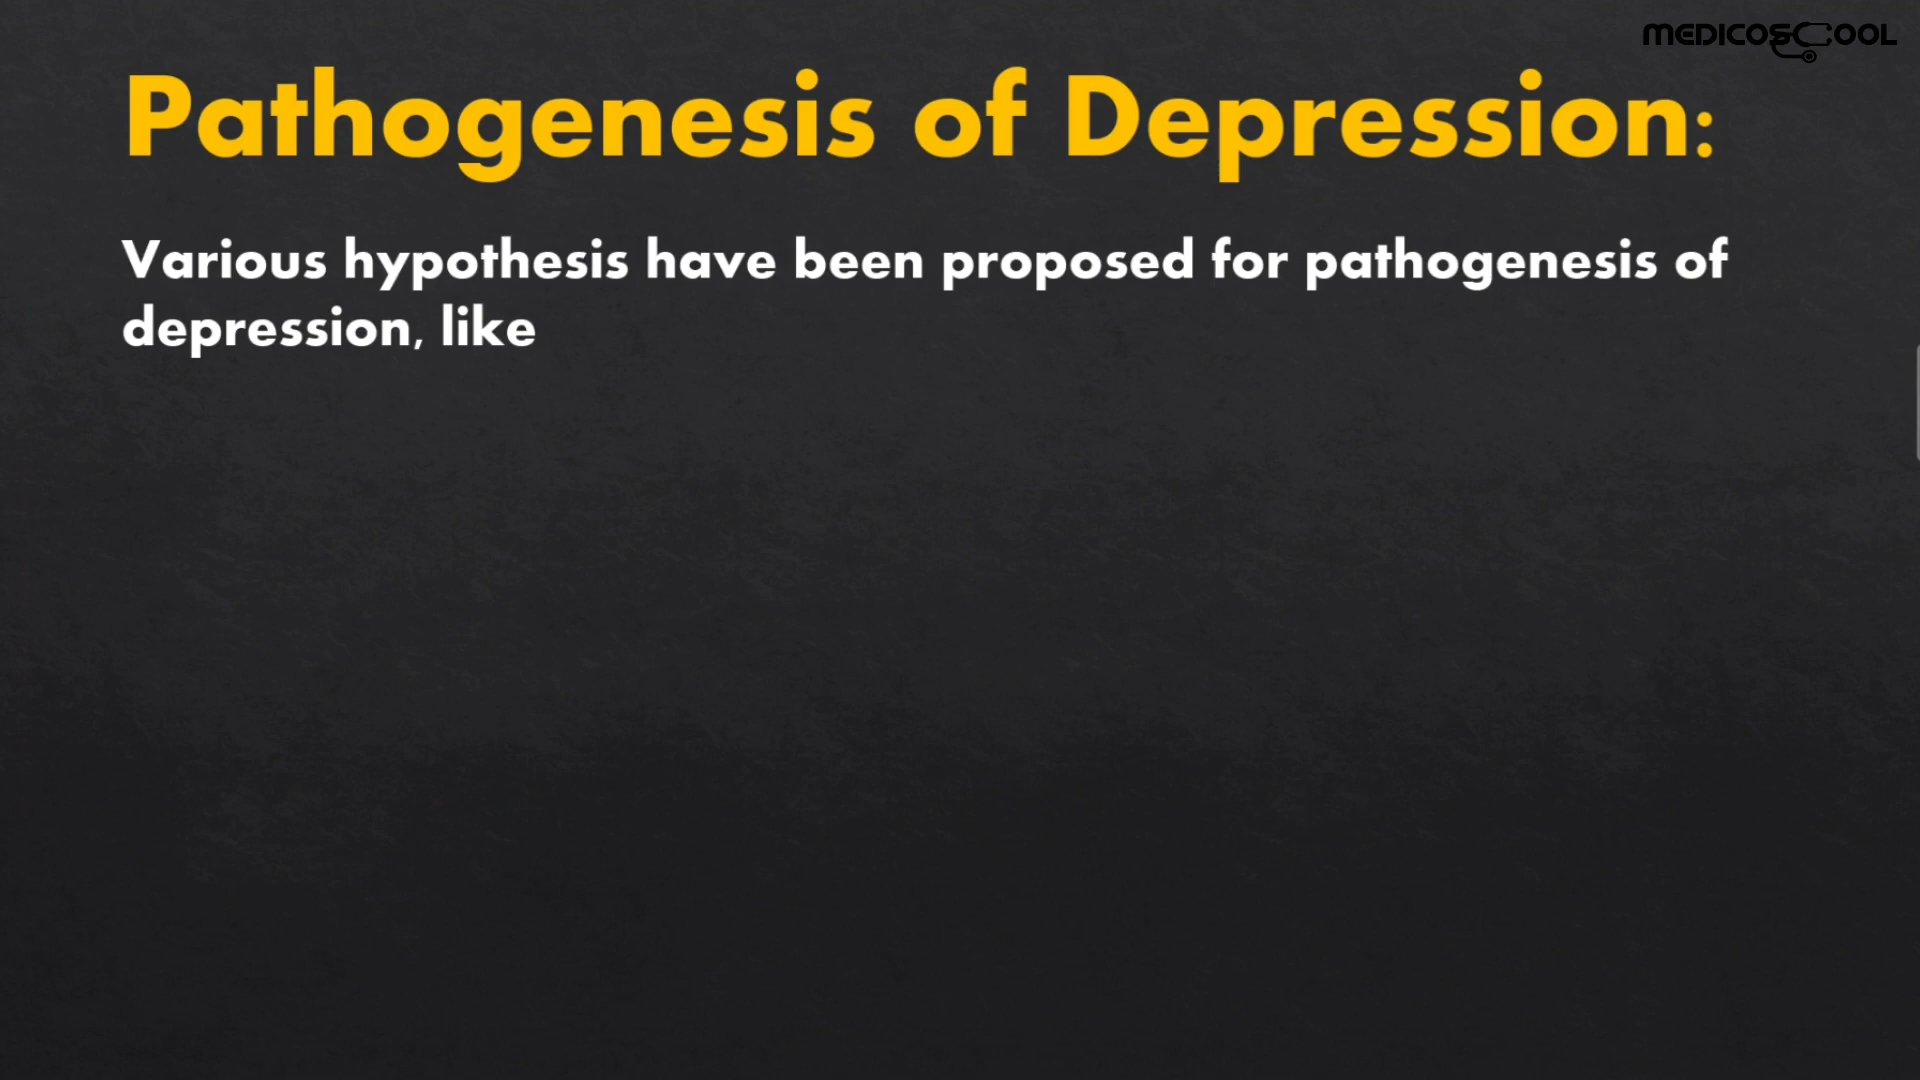 MEDICOSCOOL
Pathogenesis of Depression:
Various hypothesis have been proposed for pathogenesis of
depression, like